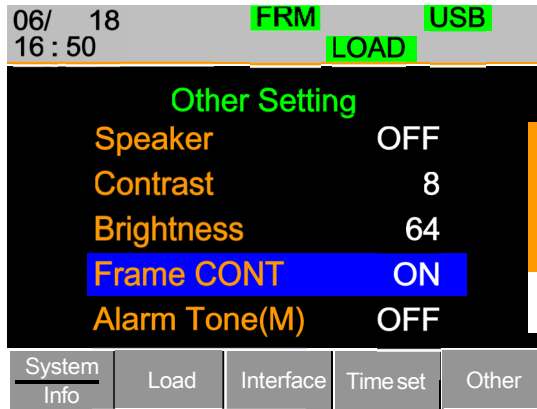 06/ 18 FRM USB
16 : 50 LOAD
Other Setting
Speaker OFF
Contrast 8
Brightness 64
Frame CONT ON
Alarm Tone(M) OFF
System Load Interface Time set Other
Info